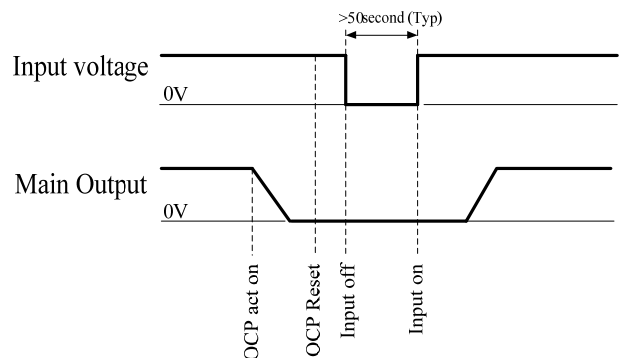 >50second (Typ)
Input voltage
0V
Main Output
0V
OCP act on
OCP Reset
Input off
Input on